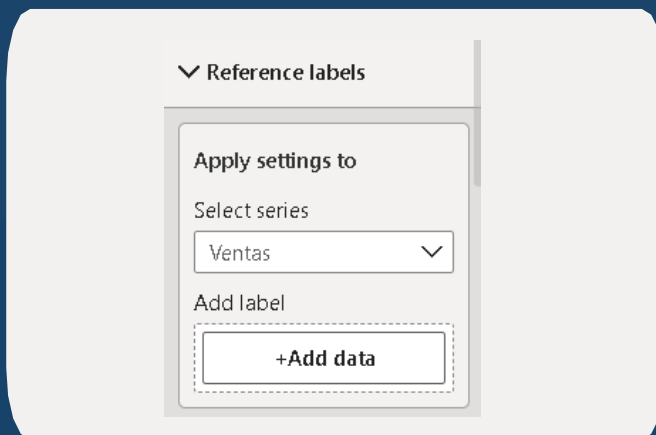 Reference labels
Apply settings to
Select series
Ventas
Add label
+Add data